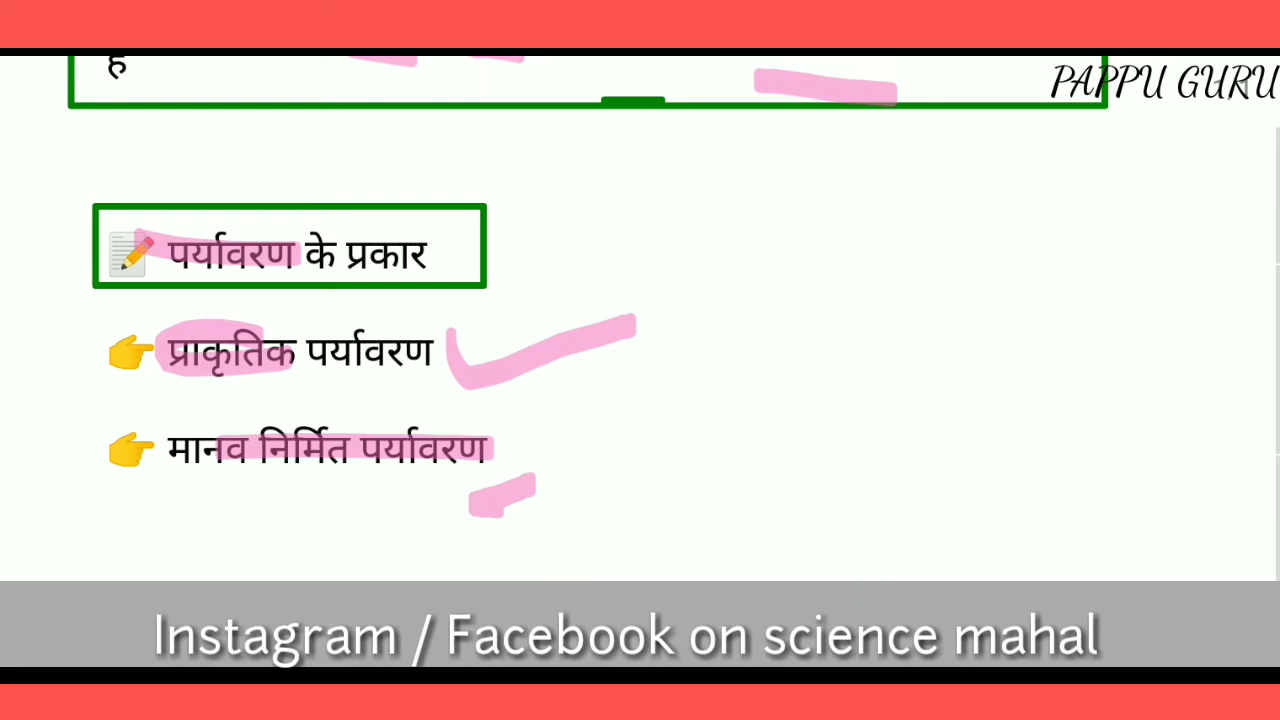 है
PAPPU GURU
पर्यावरण के प्रकार
प्राकृतिक पर्यावरण
मानव निर्मित पर्यावरण
Instagram / Facebook on science mahal